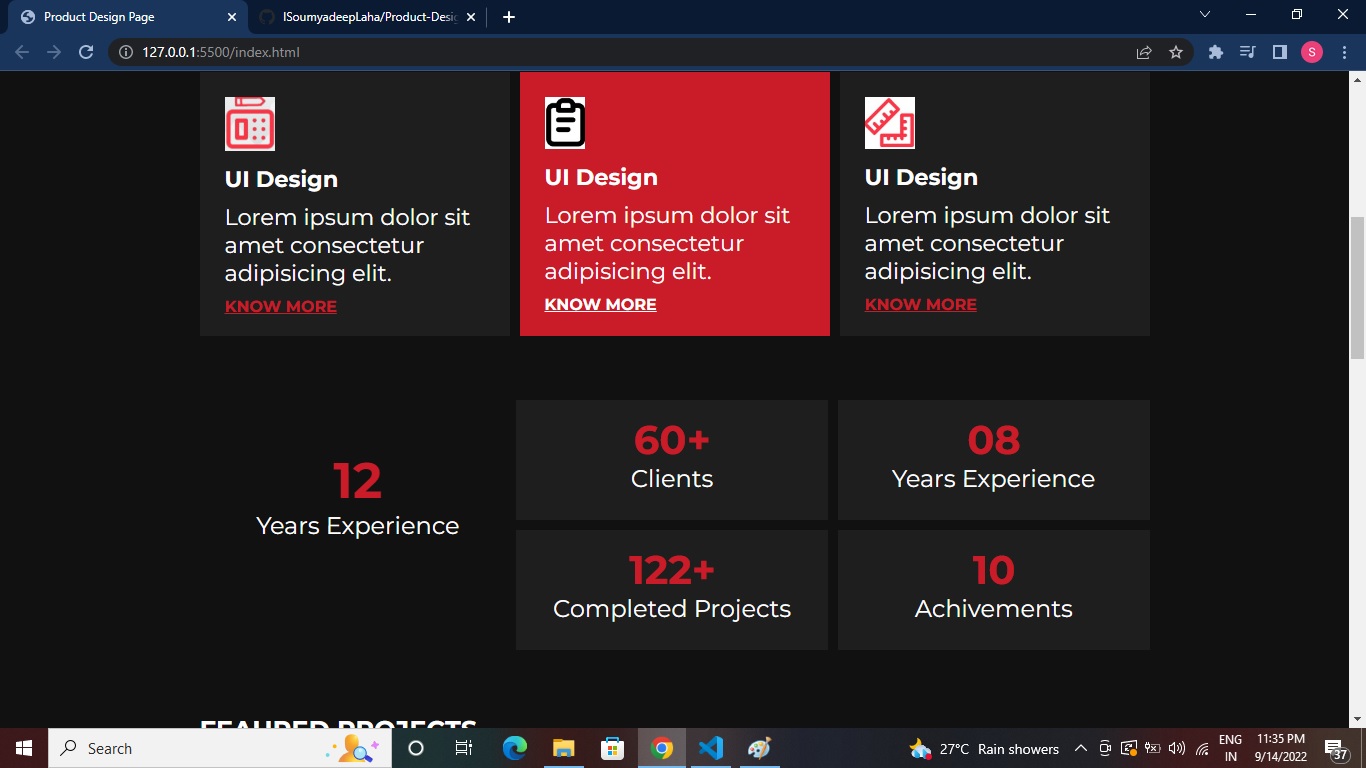 Product Design Page
ISoumyadeepLaha/Product-Desig
127.0.0.1:5500/index.html
S
UI Design
Lorem ipsum dolor sit
amet consectetur
adipisicing elit.
KNOW MORE
UI Design
Lorem ipsum dolor sit
amet consectetur
adipisicing elit.
KNOW MORE
UI Design
Lorem ipsum dolor sit
amet consectetur
adipisicing elit.
KNOW MORE
12
Years Experience
60+
Clients
08
Years Experience
122+
Completed Projects
10
Achivements
FEAURED PROJECTS
Search
27°C Rain showers
ENG
IN
11:35 PM
9/14/2022
37